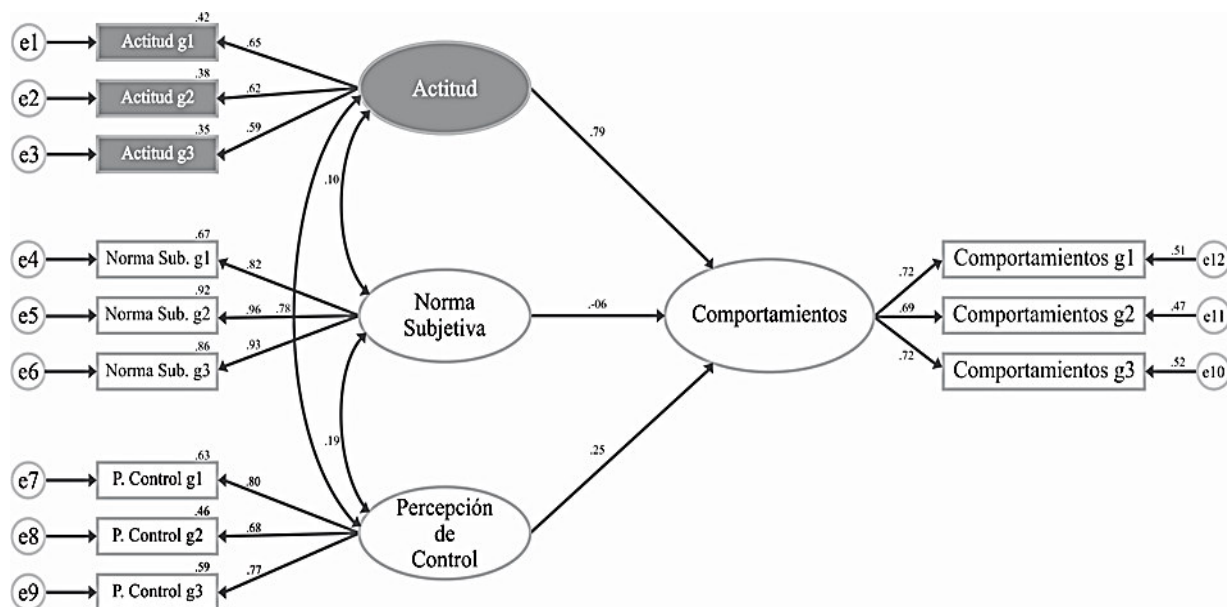 .42
e1
Actitud g1
.65
.38
e2
Actitud g2
.62
.35
e3
Actitud g3
.59
Actitud
.79
.10
.67
e4
Norma Sub. g1
.82
.92
e5
Norma Sub. g2
.96
.78
.86
e6
Norma Sub. g3
.93
Norma
Subjetiva
.-06
Comportamientos
.72
Comportamientos g1
.51
e12
.69
Comportamientos g2
.47
e11
.72
Comportamientos g3
.52
e10
.19
.25
.63
e7
P. Control g1
.80
.46
e8
P. Control g2
.68
.59
e9
P. Control g3
.77
Percepción
de
Control